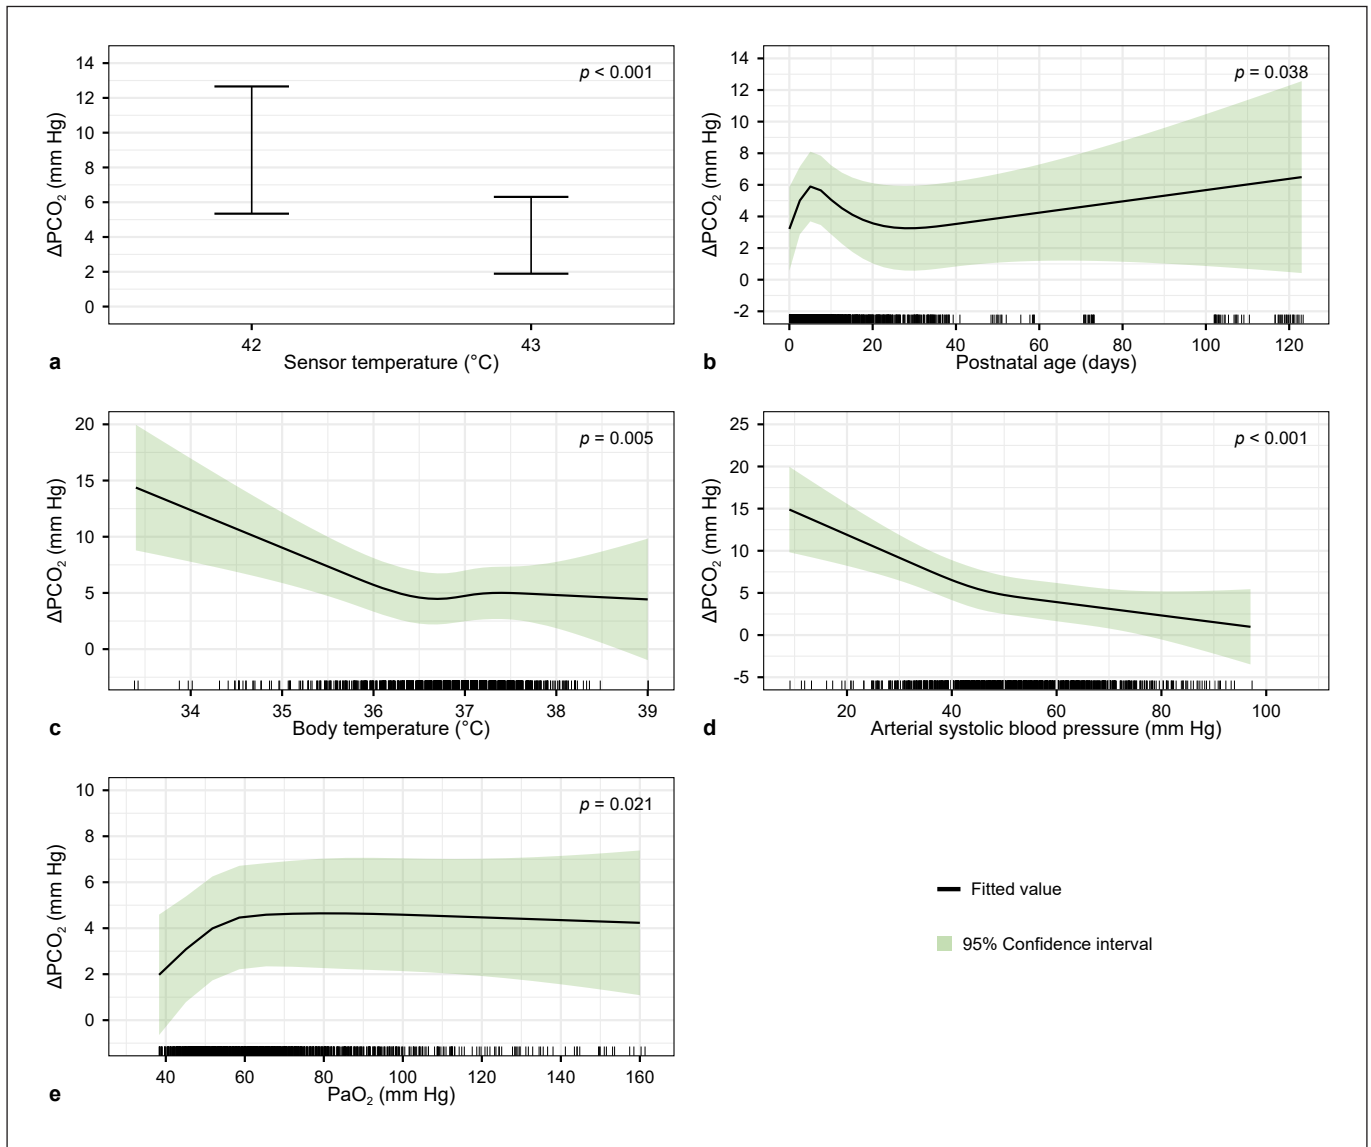 14
12
10
8
6
4
2
0
ΔPCO₂ (mm Hg)
p < 0.001
42
43
Sensor temperature (°C)
a
14
12
10
8
6
4
2
0
-2
ΔPCO₂ (mm Hg)
p = 0.038
0 20 40 60 80 100 120
Postnatal age (days)
b
20
15
10
5
0
ΔPCO₂ (mm Hg)
p = 0.005
34 35 36 37 38 39
Body temperature (°C)
c
25
20
15
10
5
0
-5
ΔPCO₂ (mm Hg)
p < 0.001
20 40 60 80 100
Arterial systolic blood pressure (mm Hg)
d
10
8
6
4
2
0
ΔPCO₂ (mm Hg)
p = 0.021
40 60 80 100 120 140 160
PaO₂ (mm Hg)
e
Fitted value
95% Confidence interval